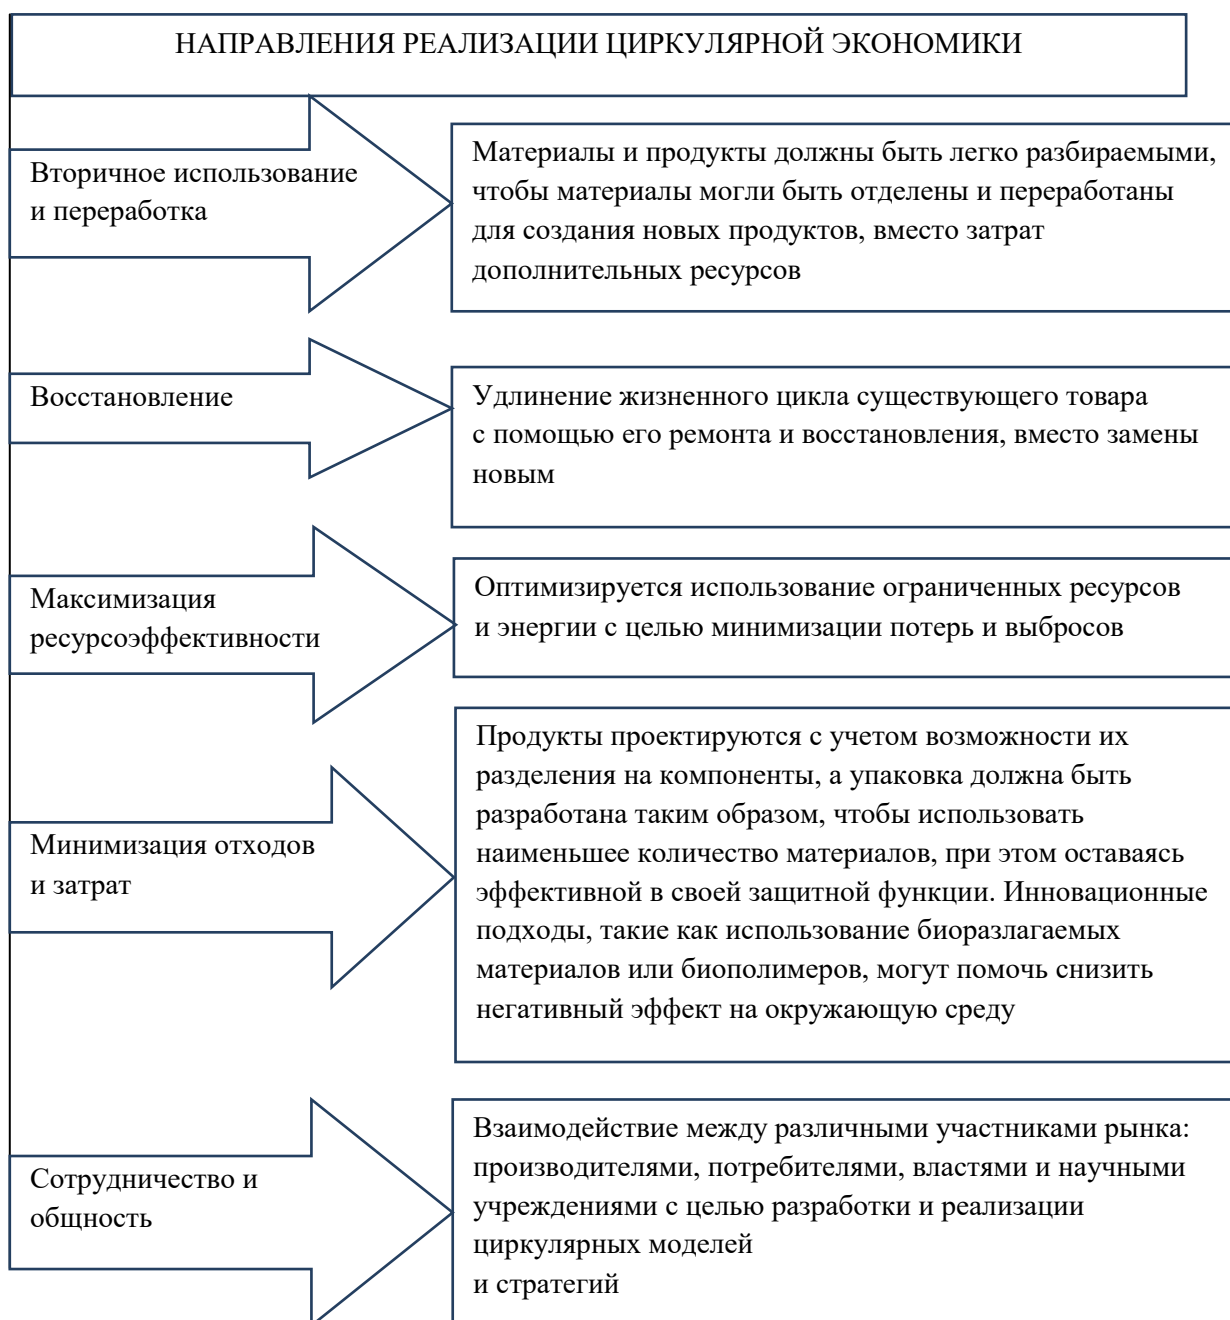 НАПРАВЛЕНИЯ РЕАЛИЗАЦИИ ЦИРКУЛЯРНОЙ ЭКОНОМИКИ
Вторичное использование
и переработка
Материалы и продукты должны быть легко разбираемыми,
чтобы материалы могли быть отделены и переработаны
для создания новых продуктов, вместо затрат
дополнительных ресурсов
Восстановление
Удлинение жизненного цикла существующего товара
с помощью его ремонта и восстановления, вместо замены
новым
Максимизация
ресурсоэффективности
Оптимизируется использование ограниченных ресурсов
и энергии с целью минимизации потерь и выбросов
Минимизация отходов
и затрат
Продукты проектируются с учетом возможности их
разделения на компоненты, а упаковка должна быть
разработана таким образом, чтобы использовать
наименьшее количество материалов, при этом оставаясь
эффективной в своей защитной функции. Инновационные
подходы, такие как использование биоразлагаемых
материалов или биополимеров, могут помочь снизить
негативный эффект на окружающую среду
Сотрудничество и
общность
Взаимодействие между различными участниками рынка:
производителями, потребителями, властями и научными
учреждениями с целью разработки и реализации
циркулярных моделей
и стратегий